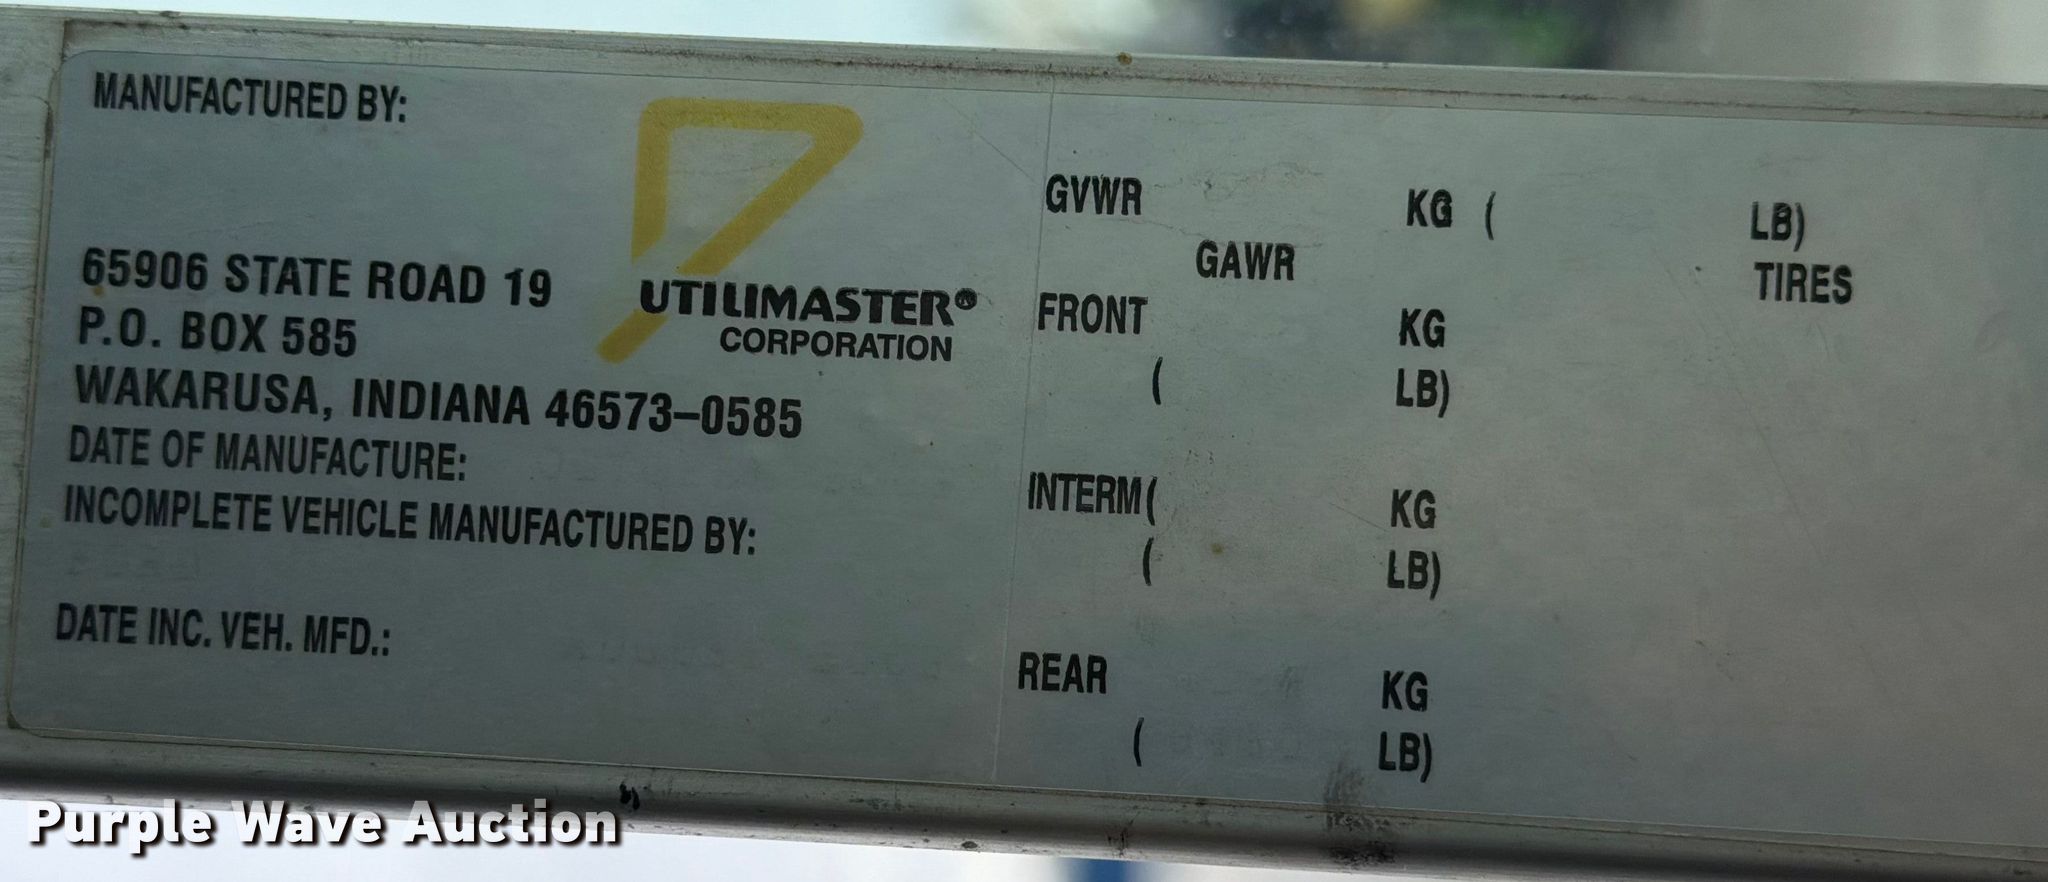 MANUFACTURED BY:
65906 STATE ROAD 19
P.O. BOX 585
WAKARUSA, INDIANA 46573–0585
UTILIMASTER®
CORPORATION
DATE OF MANUFACTURE:
INCOMPLETE VEHICLE MANUFACTURED BY:
DATE INC. VEH. MFD.:
GVWR KG ( LB)
GAWR TIRES
FRONT KG
( LB)
INTERM ( KG
( LB)
REAR KG
( LB)
Purple Wave Auction